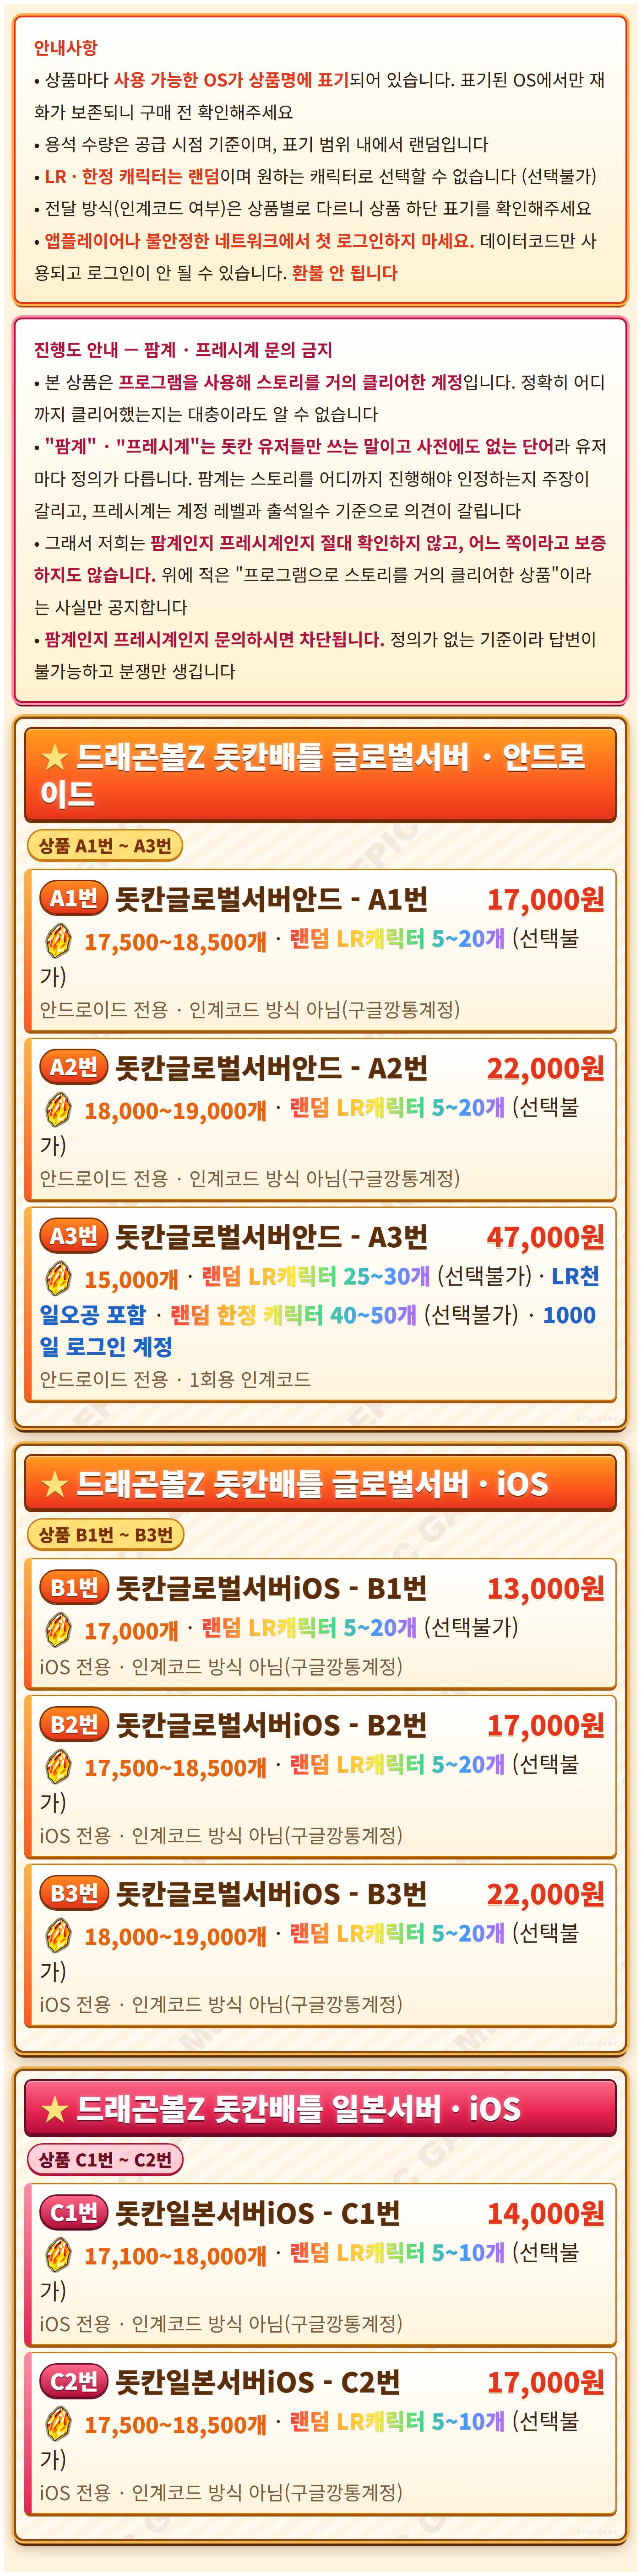 안내사항
• 상품마다 사용 가능한 OS가 상품명에 표기되어 있습니다. 표기된 OS에서만 재
화가 보존되니 구매 전 확인해주세요
• 용석 수량은 공급 시점 기준이며, 표기 범위 내에서 랜덤입니다
• LR · 한정 캐릭터는 랜덤이며 원하는 캐릭터로 선택할 수 없습니다 (선택불가)
• 전달 방식(인계코드 여부)은 상품별로 다르니 상품 하단 표기를 확인해주세요
• 앱플레이어나 불안정한 네트워크에서 첫 로그인하지 마세요. 데이터코드만 사
용되고 로그인이 안 될 수 있습니다. 환불 안 됩니다
진행도 안내 — 팜계 · 프레시계 문의 금지
• 본 상품은 프로그램을 사용해 스토리를 거의 클리어한 계정입니다. 정확히 어디
까지 클리어했는지는 대충이라도 알 수 없습니다
• "팜계" · "프레시계"는 돗칸 유저들만 쓰는 말이고 사전에도 없는 단어라 유저
마다 정의가 다릅니다. 팜계는 스토리를 어디까지 진행해야 인정하는지 주장이
갈리고, 프레시계는 계정 레벨과 출석일수 기준으로 의견이 갈립니다
• 그래서 저희는 팜계인지 프레시계인지 절대 확인하지 않고, 어느 쪽이라고 보증
하지도 않습니다. 위에 적은 "프로그램으로 스토리를 거의 클리어한 상품"이라
는 사실만 공지합니다
• 팜계인지 프레시계인지 문의하시면 차단됩니다. 정의가 없는 기준이라 답변이
불가능하고 분쟁만 생깁니다
★ 드래곤볼Z 돗칸배틀 글로벌서버 · 안드로
이드
상품 A1번 ~ A3번
A1번 돗칸글로벌서버안드 - A1번 17,000원
17,500~18,500개 · 랜덤 LR캐릭터 5~20개 (선택불
가)
안드로이드 전용 · 인계코드 방식 아님(구글깡통계정)
A2번 돗칸글로벌서버안드 - A2번 22,000원
18,000~19,000개 · 랜덤 LR캐릭터 5~20개 (선택불
가)
안드로이드 전용 · 인계코드 방식 아님(구글깡통계정)
A3번 돗칸글로벌서버안드 - A3번 47,000원
15,000개 · 랜덤 LR캐릭터 25~30개 (선택불가) · LR천
일오공 포함 · 랜덤 한정 캐릭터 40~50개 (선택불가) · 1000
일 로그인 계정
안드로이드 전용 · 1회용 인계코드
EPIC GAME
★ 드래곤볼Z 돗칸배틀 글로벌서버 · iOS
상품 B1번 ~ B3번
B1번 돗칸글로벌서버iOS - B1번 13,000원
17,000개 · 랜덤 LR캐릭터 5~20개 (선택불가)
iOS 전용 · 인계코드 방식 아님(구글깡통계정)
B2번 돗칸글로벌서버iOS - B2번 17,000원
17,500~18,500개 · 랜덤 LR캐릭터 5~20개 (선택불
가)
iOS 전용 · 인계코드 방식 아님(구글깡통계정)
B3번 돗칸글로벌서버iOS - B3번 22,000원
18,000~19,000개 · 랜덤 LR캐릭터 5~20개 (선택불
가)
iOS 전용 · 인계코드 방식 아님(구글깡통계정)
EPIC GAME
★ 드래곤볼Z 돗칸배틀 일본서버 · iOS
상품 C1번 ~ C2번
C1번 돗칸일본서버iOS - C1번 14,000원
17,100~18,000개 · 랜덤 LR캐릭터 5~10개 (선택불
가)
iOS 전용 · 인계코드 방식 아님(구글깡통계정)
C2번 돗칸일본서버iOS - C2번 17,000원
17,500~18,500개 · 랜덤 LR캐릭터 5~10개 (선택불
가)
iOS 전용 · 인계코드 방식 아님(구글깡통계정)
EPIC GAME